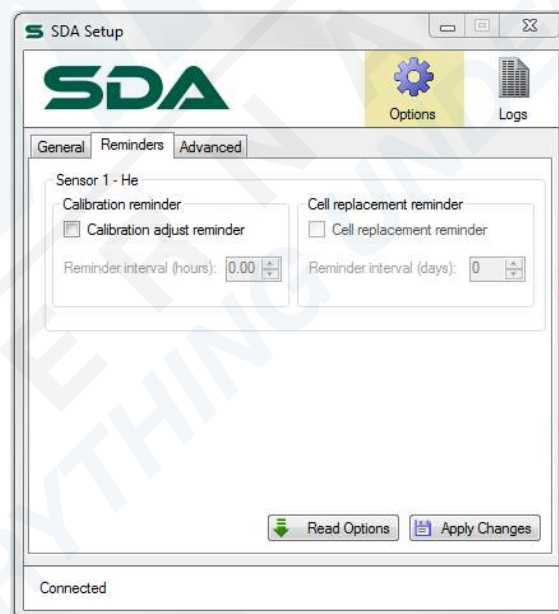 SDA Setup
SDA
Options
Logs
General Reminders Advanced
Sensor 1 - He
Calibration reminder
Calibration adjust reminder
Reminder interval (hours): 0.00
Cell replacement reminder
Cell replacement reminder
Reminder interval (days): 0
Read Options
Apply Changes
Connected